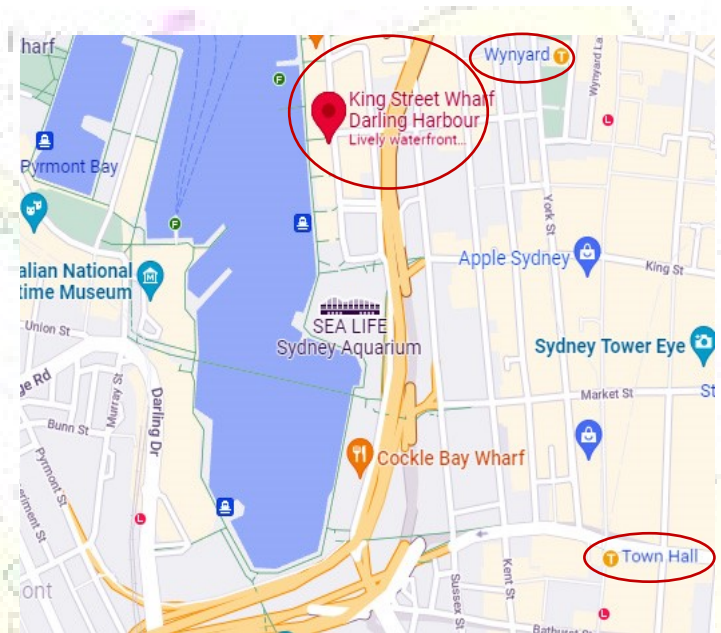 harf
Wynyard
T
Wynyard La
King Street Wharf
Darling Harbour
Lively waterfront...
F
L
Pyrmont Bay
York St
F
Apple Sydney
King St
alian National
time Museum
M
SEA LIFE
Sydney Aquarium
Union St
Sydney Tower Eye
ge Rd
Murray St
Darling Dr
Market St
St
Bunn St
Cockle Bay Wharf
Pyrmont St
L
eriment St
T
Town Hall
ont
Sussex St
Kent St
L
Bathurst St